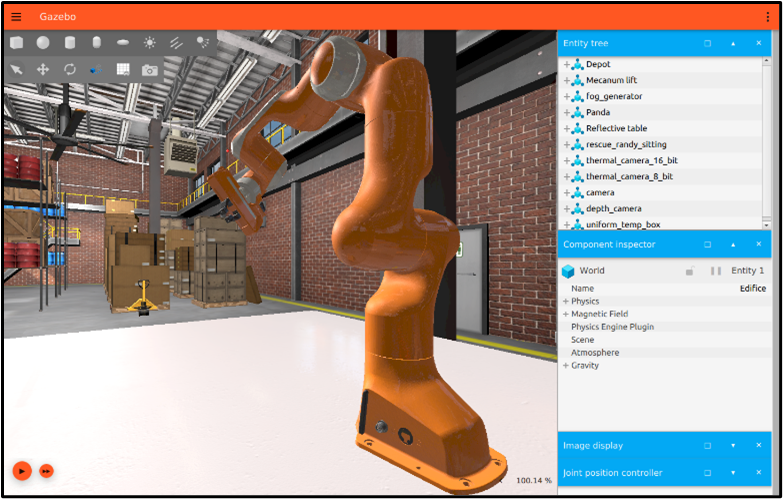 Gazebo
Entity tree
Depot
Mecanum lift
fog_generator
Panda
Reflective table
rescue_randy_sitting
thermal_camera_16_bit
thermal_camera_8_bit
camera
depth_camera
uniform_temp_box
Component inspector
World Entity 1
Name Edifice
Physics
Magnetic Field
Physics Engine Plugin
Scene
Atmosphere
Gravity
Image display
Joint position controller
100.14 %